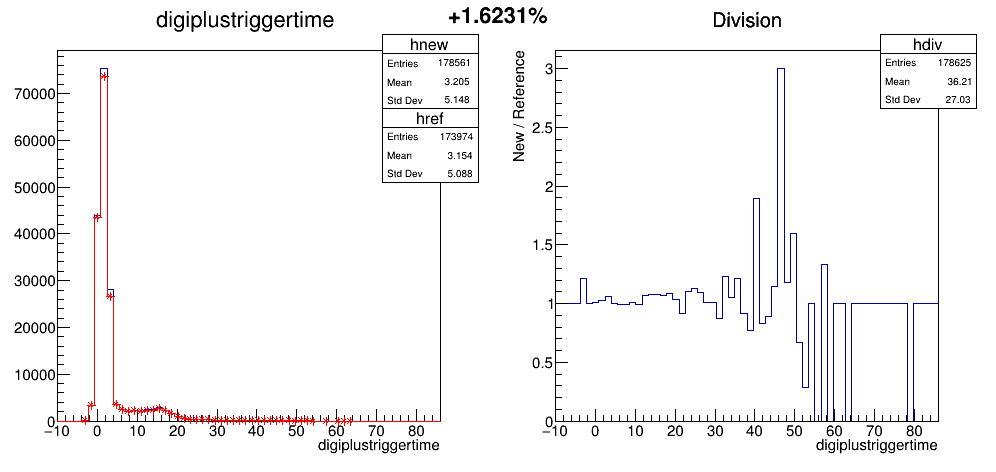 digiplustriggertime
+1.6231%
Division
hnew
Entries 178561
Mean 3.205
Std Dev 5.148
href
Entries 173974
Mean 3.154
Std Dev 5.088
70000
60000
50000
40000
30000
20000
10000
0
−10 0 10 20 30 40 50 60 70 80
digiplustriggertime
hdiv
Entries 178625
Mean 36.21
Std Dev 27.03
New / Reference
3
2.5
2
1.5
1
0.5
0
−10 0 10 20 30 40 50 60 70 80
digiplustriggertime